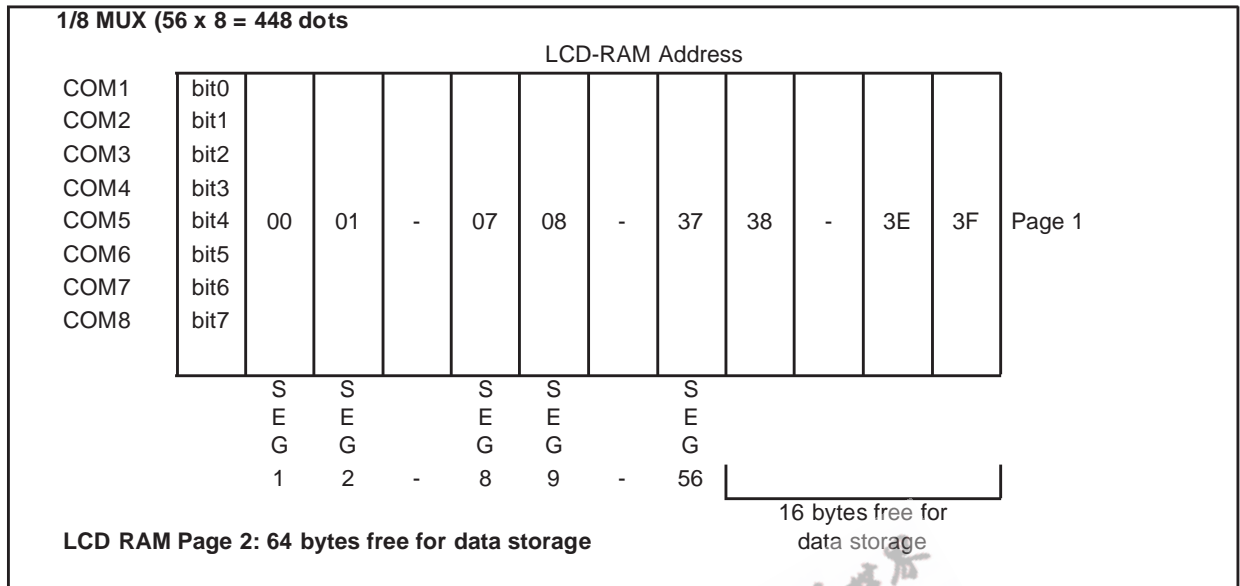 1/8 MUX (56 x 8 = 448 dots
LCD-RAM Address
COM1 bit0
COM2 bit1
COM3 bit2
COM4 bit3
COM5 bit4 00 01 - 07 08 - 37 38 - 3E 3F Page 1
COM6 bit5
COM7 bit6
COM8 bit7
S S S S S
E E E E E
G G G G G
1 2 - 8 9 - 56
16 bytes free for
LCD RAM Page 2: 64 bytes free for data storage data storage